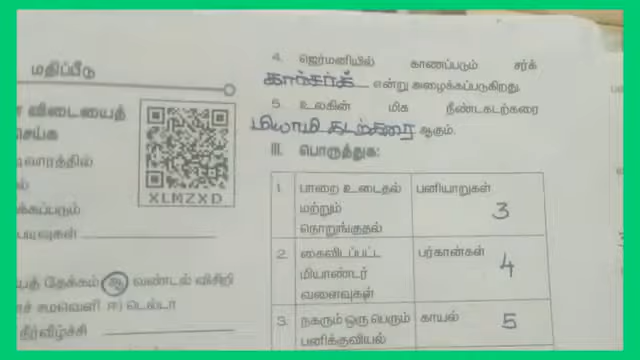 மதிப்பீடு
விடையைத்
XLMZXD
வண்டல் விசிறி
டெல்டா
4. ஜெர்மனியில் காணப்படும் சர்க்
கார்சர்க் என்று அழைக்கப்படுகிறது.
5. உலகின் மிக நீண்டகடற்கரை
மியாமி கடற்கரை ஆகும்.
III. பொருத்துக:
1. பாறை உடைதல் மற்றும் நொறுங்குதல் பனியாறுகள் 3
2. கைவிடப்பட்ட மியாண்டர் வளைவுகள் பர்கான்கள் 4
3. நகரும் ஒரு பெரும் பனிக்குவியல் காயல் 5